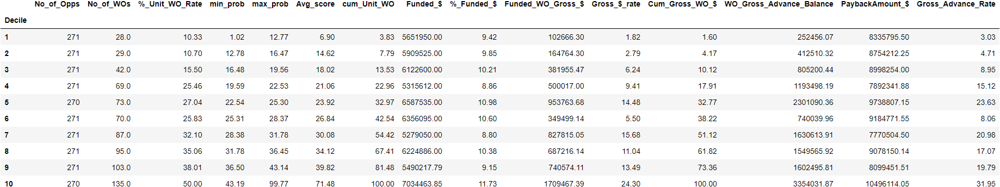 No_of_Opps No_of_WOs %_Unit_WO_Rate min_prob max_prob Avg_score cum_Unit_WO Funded_$ %_Funded_$ Funded_WO_Gross_$ Gross_$_rate Cum_Gross_WO_$ WO_Gross_Advance_Balance PaybackAmount_$ Gross_Advance_Rate
Decile
1 271 28.0 10.33 1.02 12.77 6.90 3.83 5651950.00 9.42 102666.30 1.82 1.60 252456.07 8335795.50 3.03
2 271 29.0 10.70 12.78 16.47 14.62 7.79 5909525.00 9.85 164764.30 2.79 4.17 412510.32 8754212.25 4.71
3 271 42.0 15.50 16.48 19.56 18.02 13.53 6122600.00 10.21 381955.47 6.24 10.12 805200.44 8998254.00 8.95
4 271 69.0 25.46 19.59 22.53 21.06 22.96 5315612.00 8.86 500017.00 9.41 17.91 1193498.19 7892341.88 15.12
5 270 73.0 27.04 22.54 25.30 23.92 32.97 6587535.00 10.98 953763.68 14.48 32.77 2301090.36 9738807.15 23.63
6 271 70.0 25.83 25.31 28.37 26.84 42.54 6356095.00 10.60 349499.14 5.50 38.22 740039.96 9184771.55 8.06
7 271 87.0 32.10 28.38 31.78 30.08 54.42 5279050.00 8.80 827815.05 15.68 51.12 1630613.91 7770504.50 20.98
8 271 95.0 35.06 31.78 36.45 34.12 67.41 6224886.00 10.38 687216.14 11.04 61.82 1549565.92 9078150.14 17.07
9 271 103.0 38.01 36.50 43.14 39.82 81.48 5490217.79 9.15 740574.11 13.49 73.36 1602495.81 8099451.51 19.79
10 270 135.0 50.00 43.19 99.77 71.48 100.00 7034463.85 11.73 1709467.39 24.30 100.00 3354031.87 10496114.05 31.95